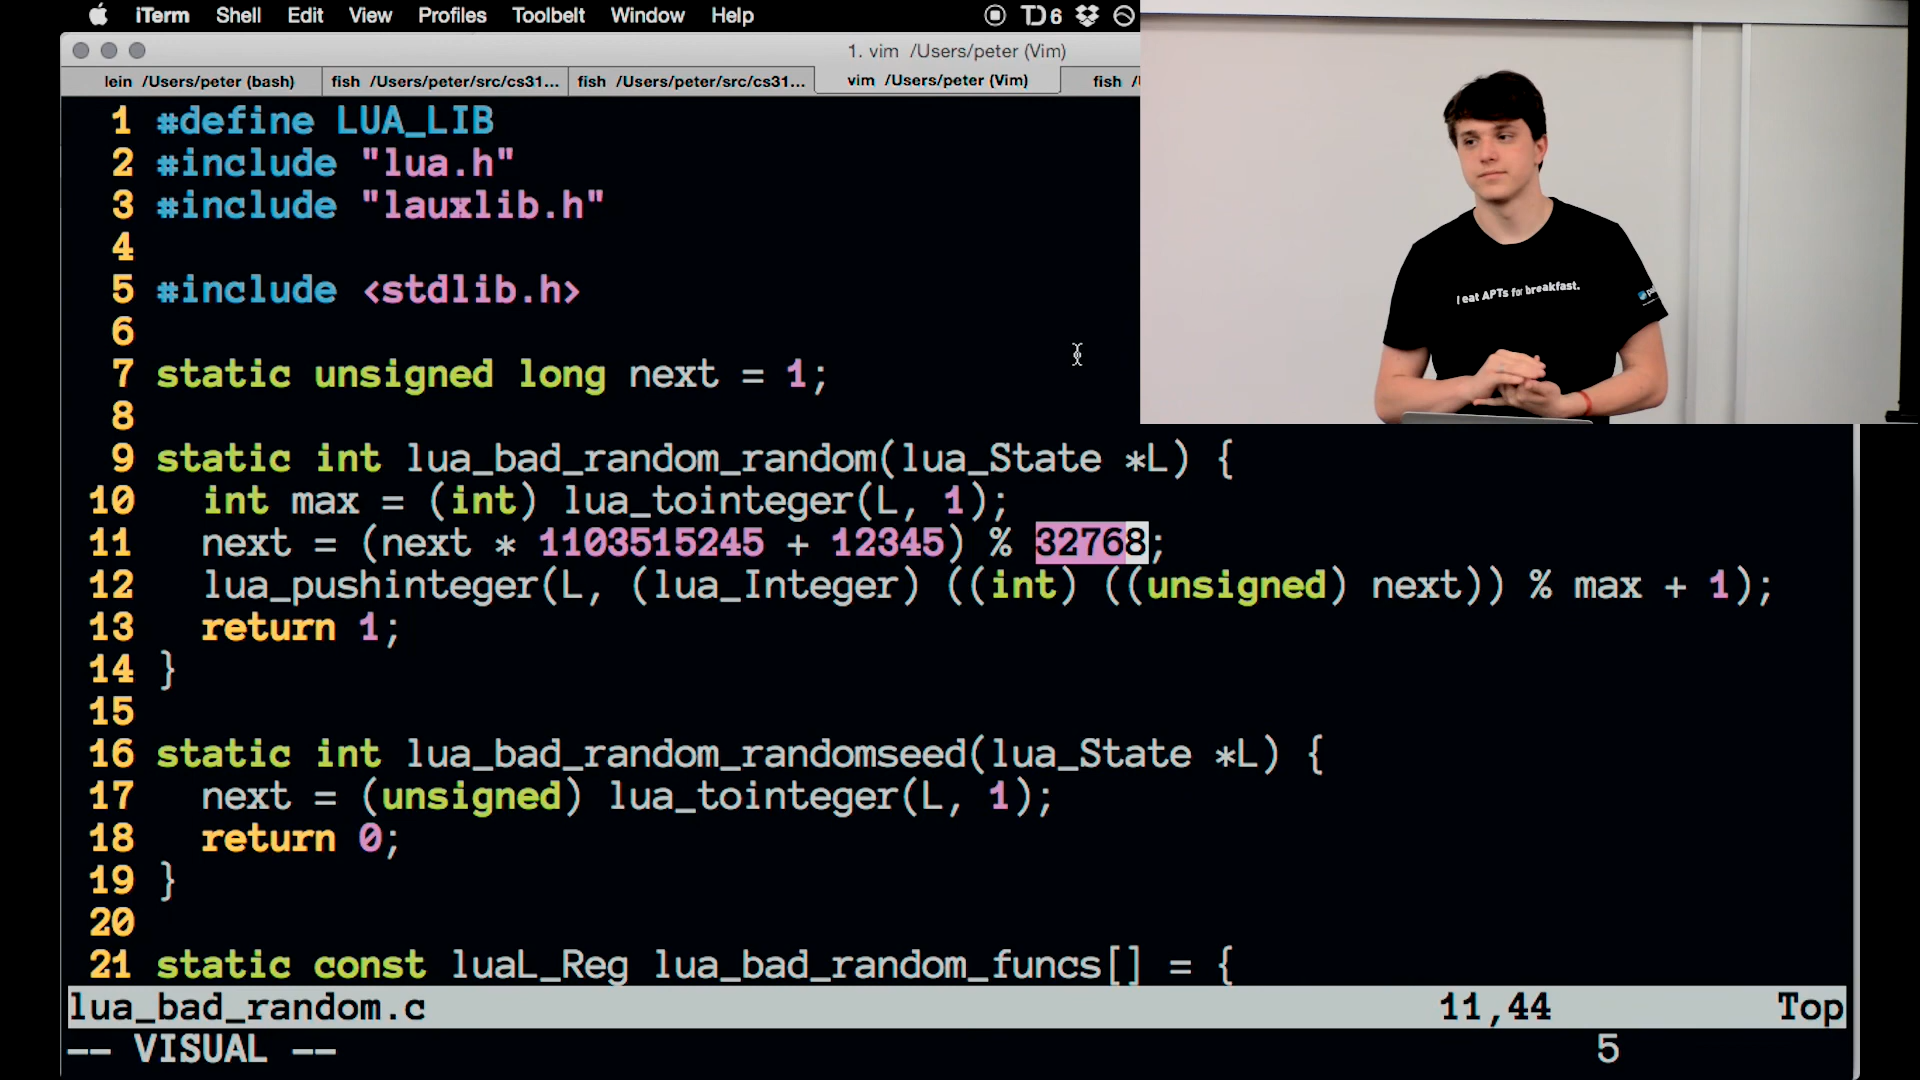 iTerm Shell Edit View Profiles Toolbelt Window Help 6
1. vim /Users/peter (Vim)
lein /Users/peter (bash) fish /Users/peter/src/cs31... fish /Users/peter/src/cs31... vim /Users/peter (Vim) fish
1 #define LUA_LIB
2 #include "lua.h"
3 #include "lauxlib.h"
4
5 #include <stdlib.h>
6
7 static unsigned long next = 1;
8
9 static int lua_bad_random_random(lua_State *L) {
10 int max = (int) lua_tointeger(L, 1);
11 next = (next * 1103515245 + 12345) % 32768;
12 lua_pushinteger(L, (lua_Integer) ((int) ((unsigned) next)) % max + 1);
13 return 1;
14 }
15
16 static int lua_bad_random_randomseed(lua_State *L) {
17 next = (unsigned) lua_tointeger(L, 1);
18 return 0;
19 }
20
21 static const luaL_Reg lua_bad_random_funcs[] = {
lua_bad_random.c 11,44 Top
-- VISUAL -- 5
I eat APTs for breakfast.